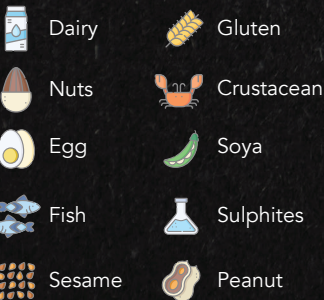 Dairy
Gluten
Nuts
Crustacean
Egg
Soya
Fish
Sulphites
Sesame
Peanut